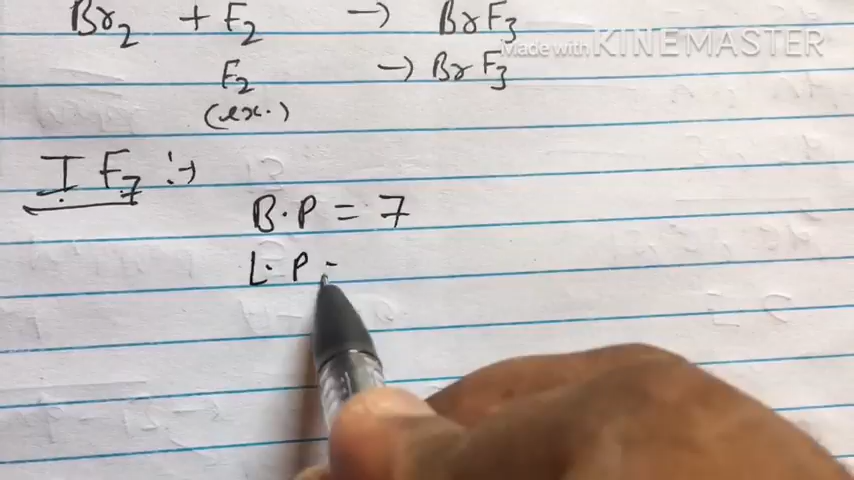 Br₂ + F₂ → BrF₃
Made with KINEMASTER
F₂ → BrF₃
(ex.)
IF₇ :→
B.P = 7
L.P -